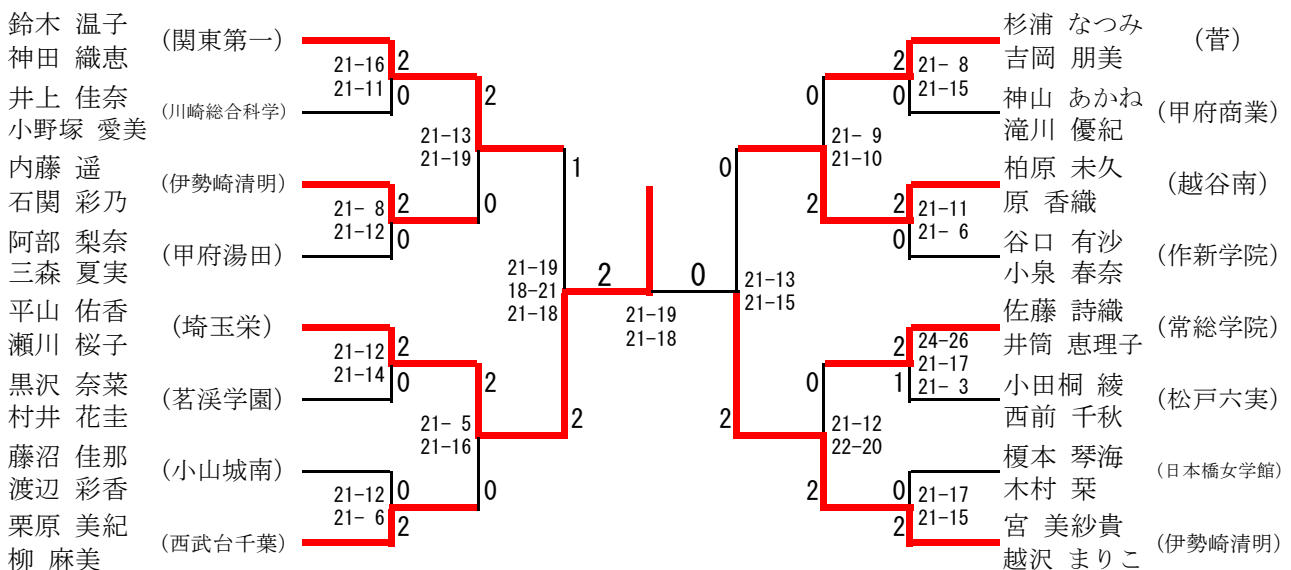 鈴木 温子
神田 織恵
(関東第一)
21-16
21-11
2
0
井上 佳奈
小野塚 愛美
(川崎総合科学)
21-13
21-19
2
0
内藤 遥
石関 彩乃
(伊勢崎清明)
21- 8
21-12
2
0
阿部 梨奈
三森 夏実
(甲府湯田)
1
21-19
18-21
21-18
2
平山 佑香
瀬川 桜子
(埼玉栄)
21-12
21-14
2
0
黒沢 奈菜
村井 花圭
(茗渓学園)
21- 5
21-16
2
0
藤沼 佳那
渡辺 彩香
(小山城南)
21-12
21- 6
0
2
栗原 美紀
柳 麻美
(西武台千葉)
2
0
21-19
21-18
杉浦 なつみ
吉岡 朋美
(菅)
2
0
21- 8
21-15
神山 あかね
滝川 優紀
(甲府商業)
0
2
21- 9
21-10
柏原 未久
原 香織
(越谷南)
2
0
21-11
21- 6
谷口 有沙
小泉 春奈
(作新学院)
0
2
21-13
21-15
佐藤 詩織
井筒 恵理子
(常総学院)
2
1
24-26
21-17
21- 3
小田桐 綾
西前 千秋
(松戸六実)
0
2
21-12
22-20
榎本 琴海
木村 栞
(日本橋女学館)
0
2
21-17
21-15
宮 美紗貴
越沢 まりこ
(伊勢崎清明)